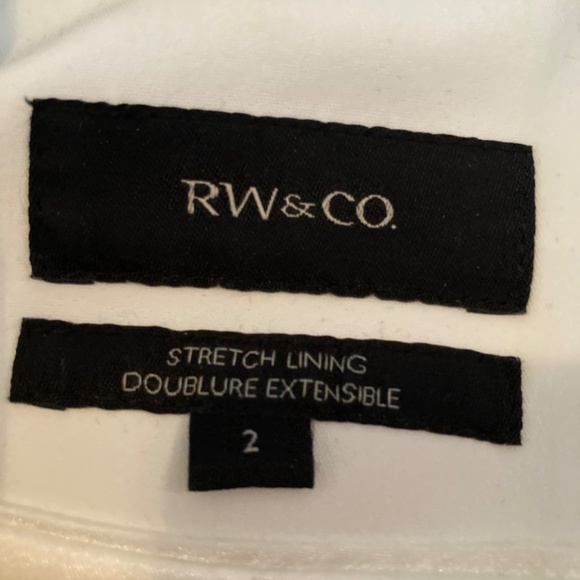 RW&CO.
STRETCH LINING
DOUBLURE EXTENSIBLE
2